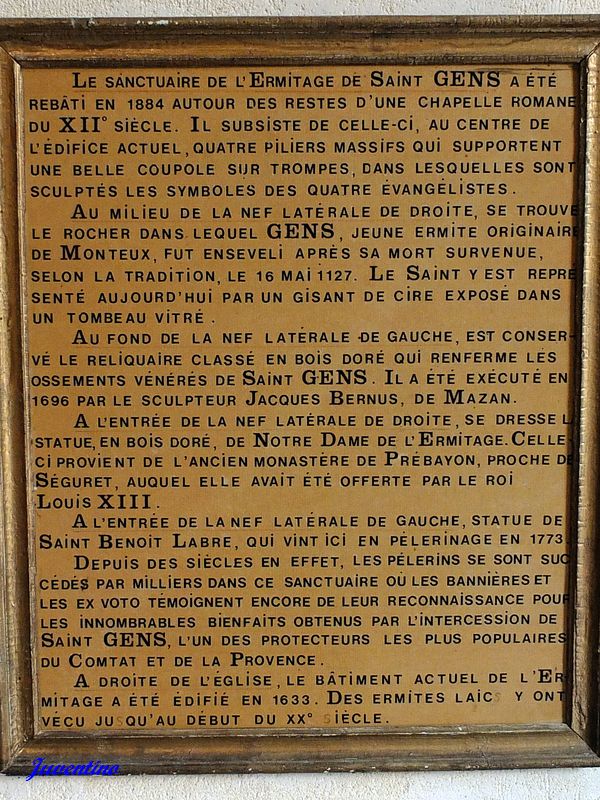 Le sanctuaire de l'Ermitage de Saint GENS a été
rebâti en 1884 autour des restes d'une chapelle romane
du XII° siècle. Il subsiste de celle-ci, au centre de
l'édifice actuel, quatre piliers massifs qui supportent
une belle coupole sur trompes, dans lesquelles sont
sculptés les symboles des quatre évangélistes.
Au milieu de la nef latérale de droite, se trouve
le rocher dans lequel GENS, jeune ermite originaire
de Monteux, fut enseveli après sa mort survenue,
selon la tradition, le 16 mai 1127. Le Saint y est repré
senté aujourd'hui par un gisant de cire exposé dans
un tombeau vitré.
Au fond de la nef latérale de gauche, est conser-
vé le reliquaire classé en bois doré qui renferme les
ossements vénérés de Saint GENS. Il a été exécuté en
1696 par le sculpteur Jacques Bernus, de Mazan.
A l'entrée de la nef latérale de droite, se dresse la
statue, en bois doré, de Notre Dame de l'Ermitage. Celle-
ci provient de l'ancien monastère de Prébayon, proche de
Séguret, auquel elle avait été offerte par le roi
Louis XIII.
A l'entrée de la nef latérale de gauche, statue de
Saint Benoit Labre, qui vint ici en pélerinage en 1773.
Depuis des siècles en effet, les pélerins se sont suc
cédés par milliers dans ce sanctuaire où les bannières et
les ex voto témoignent encore de leur reconnaissance pour
les innombrables bienfaits obtenus par l'intercession de
Saint GENS, l'un des protecteurs les plus populaires
du Comtat et de la Provence.
A droite de l'église, le bâtiment actuel de l'Er-
mitage a été édifié en 1633. Des ermites laics y ont
vécu jusqu'au début du XX° siècle.
Juventino